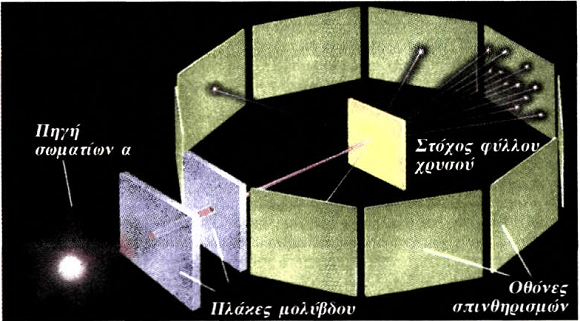 Πηγή
σωματίων α
Στόχος φύλλου
χρυσού
Πλάκες μολύβδου
Οθόνες
σπινθηρισμών